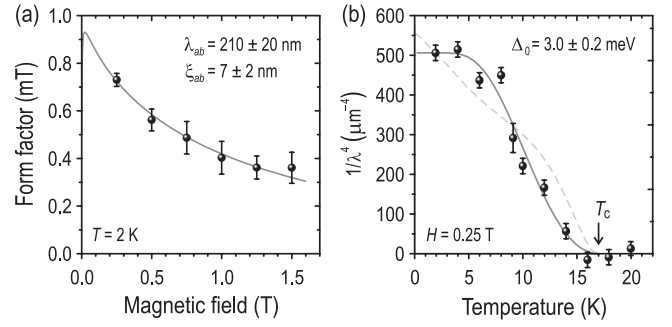 (a)
λab = 210 ± 20 nm
ξab = 7 ± 2 nm
Form factor (mT)
1.0
0.8
0.6
0.4
0.2
0.0
T = 2 K
0.0 0.5 1.0 1.5
Magnetic field (T)
(b)
Δ0 = 3.0 ± 0.2 meV
1/λ⁴ (μm⁻⁴)
600
500
400
300
200
100
0
Tc
H = 0.25 T
0 5 10 15 20
Temperature (K)